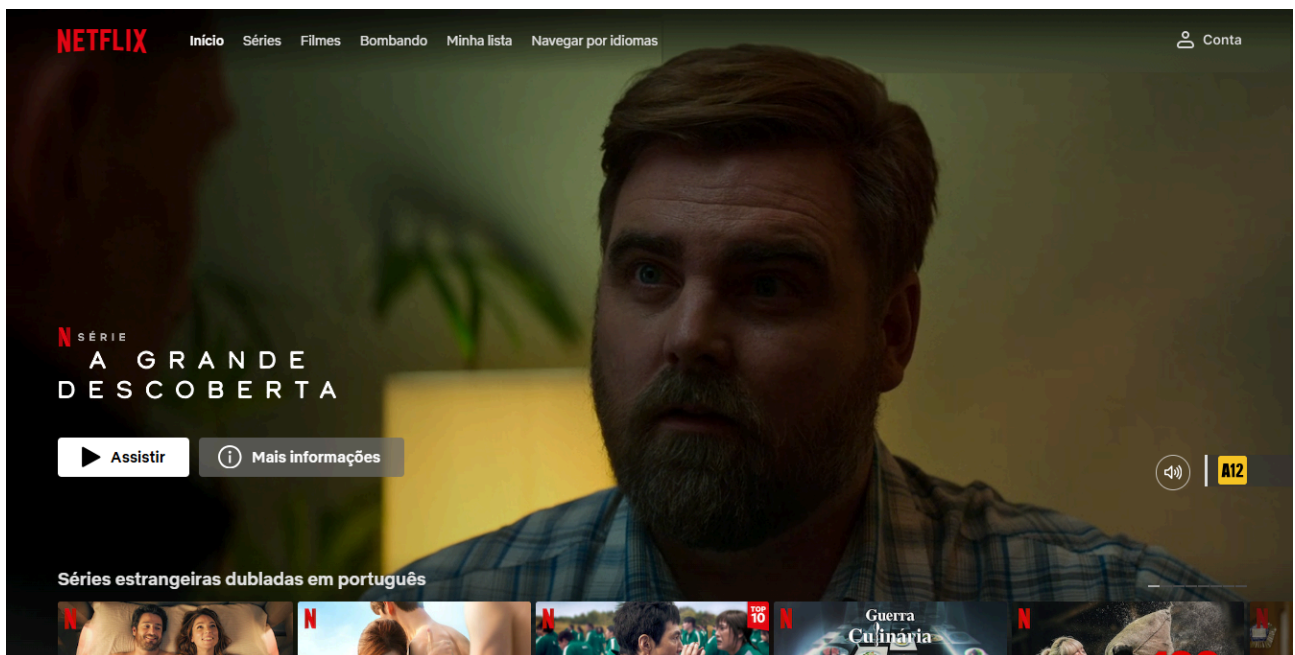 NETFLIX Início Séries Filmes Bombando Minha lista Navegar por idiomas Conta
N SÉRIE
A GRANDE
DESCOBERTA
Assistir Mais informações
A12
Séries estrangeiras dubladas em português
N N N TOP N N N
10
Guerra
Culinária